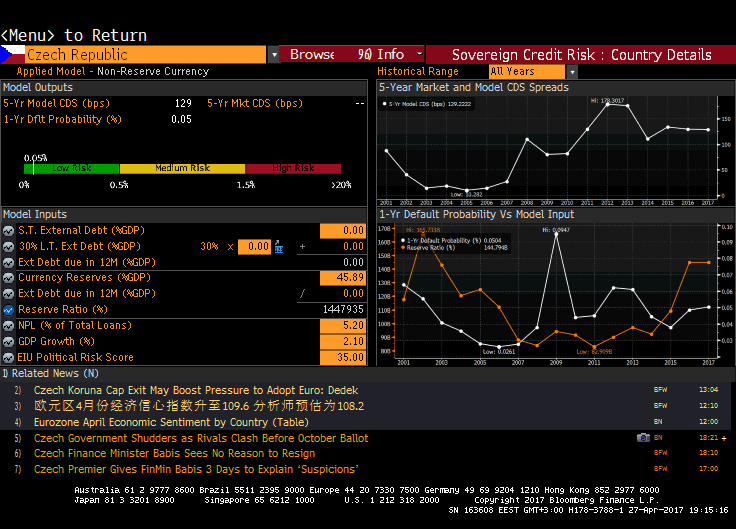 <Menu> to Return
Czech Republic Browse 96) Info Sovereign Credit Risk : Country Details
Applied Model - Non-Reserve Currency Historical Range All Years
Model Outputs
5-Yr Model CDS (bps) 129 5-Yr Mkt CDS (bps) --
1-Yr Dflt Probability (%) 0.05
0.05%
Low Risk Medium Risk High Risk
0% 0.5% 1.5% ≥20%
5-Year Market and Model CDS Spreads
5-Yr Model CDS (bps) 129.2222
Hi: 178.3017
Low: 10.282
150
100
50
0
2001 2002 2003 2004 2005 2006 2007 2008 2009 2010 2011 2012 2013 2014 2015 2016 2017
Model Inputs
S.T. External Debt (%GDP) 0.00
30% L.T. Ext Debt (%GDP) 30% x 0.00 + 0.00
Ext Debt due in 12M (%GDP) 0.00
Currency Reserves (%GDP) 45.89
Ext Debt due in 12M (%GDP) / 0.00
Reserve Ratio (%) 1447935
NPL (% of Total Loans) 5.20
GDP Growth (%) 2.10
EIU Political Risk Score 35.00
1-Yr Default Probability Vs Model Input
Hi: 165.733B
Hi: 0.0947
1-Yr Default Probability (%) 0.0504
Reserve Ratio (%) 144.794B
Low: 0.0261
Low: 82.909B
170B
160B
150B
140B
130B
120B
110B
100B
90B
80B
0.10
0.09
0.08
0.07
0.06
0.05
0.04
0.03
2001 2003 2005 2007 2009 2011 2013 2015 2017
1) Related News (N)
2) Czech Koruna Cap Exit May Boost Pressure to Adopt Euro: Dedek BFW 13:04
3) 欧元区4月份经济信心指数升至109.6 分析师预估为108.2 BFW 12:10
4) Eurozone April Economic Sentiment by Country (Table) BN 12:00
5) Czech Government Shudders as Rivals Clash Before October Ballot BN 18:21 +
6) Czech Finance Minister Babis Sees No Reason to Resign BFW 18:10
7) Czech Premier Gives FinMin Babis 3 Days to Explain ‘Suspicions’ BFW 17:00
Australia 61 2 9777 8600 Brazil 5511 2395 9000 Europe 44 20 7330 7500 Germany 49 69 9204 1210 Hong Kong 852 2977 6000
Japan 81 3 3201 8900 Singapore 65 6212 1000 U.S. 1 212 318 2000 Copyright 2017 Bloomberg Finance L.P.
SN 163608 EEST GMT+3:00 H178-3788-1 27-Apr-2017 19:15:16